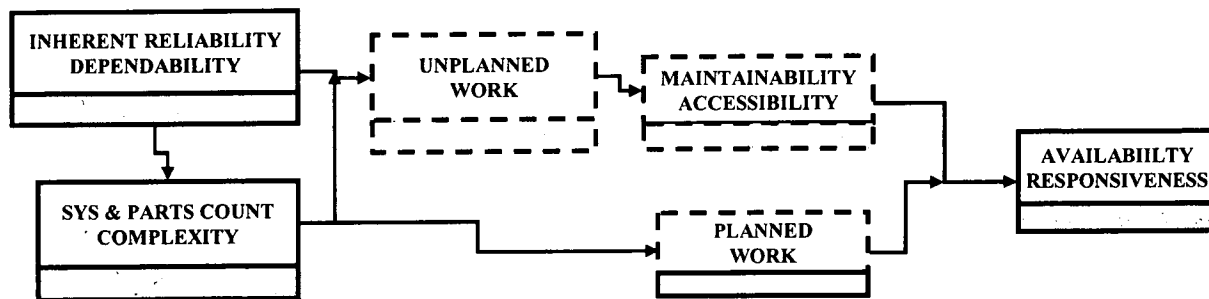 INHERENT RELIABILITY
DEPENDABILITY
UNPLANNED
WORK
MAINTAINABILITY
ACCESSIBILITY
AVAILABIILTY
RESPONSIVENESS
SYS & PARTS COUNT
COMPLEXITY
PLANNED
WORK